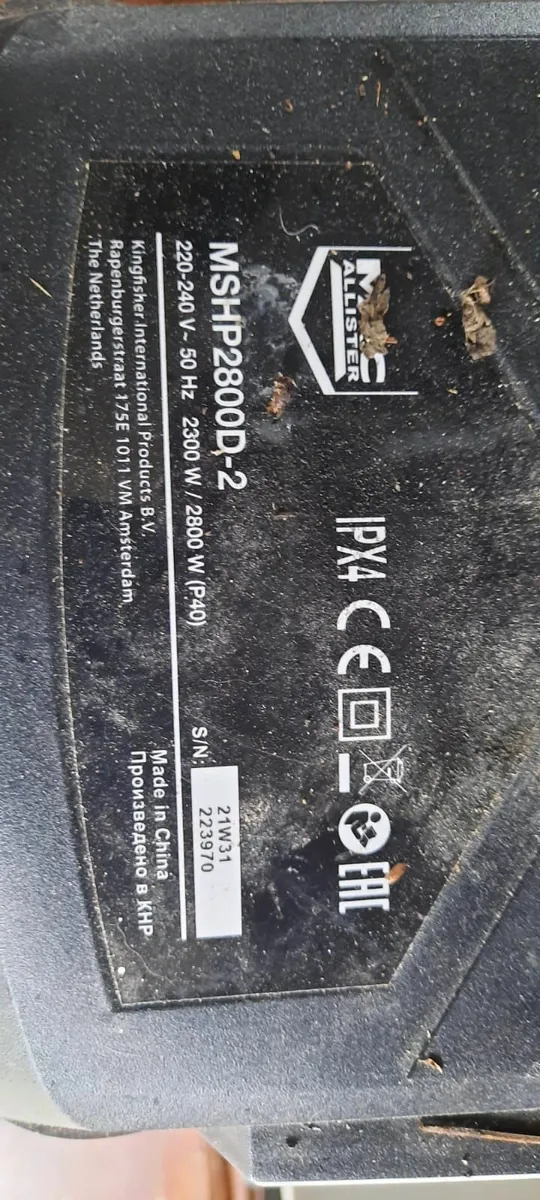 MAC
ALLISTER
IPX4 CE EAC
MSHP2800D-2
220-240 V~ 50 Hz 2300 W / 2800 W (P40)
S/N:
21W31
223970
Kingfisher International Products B.V.
Rapenburgerstraat 175E 1011 VM Amsterdam
The Netherlands
Made in China
Произведено в КНР